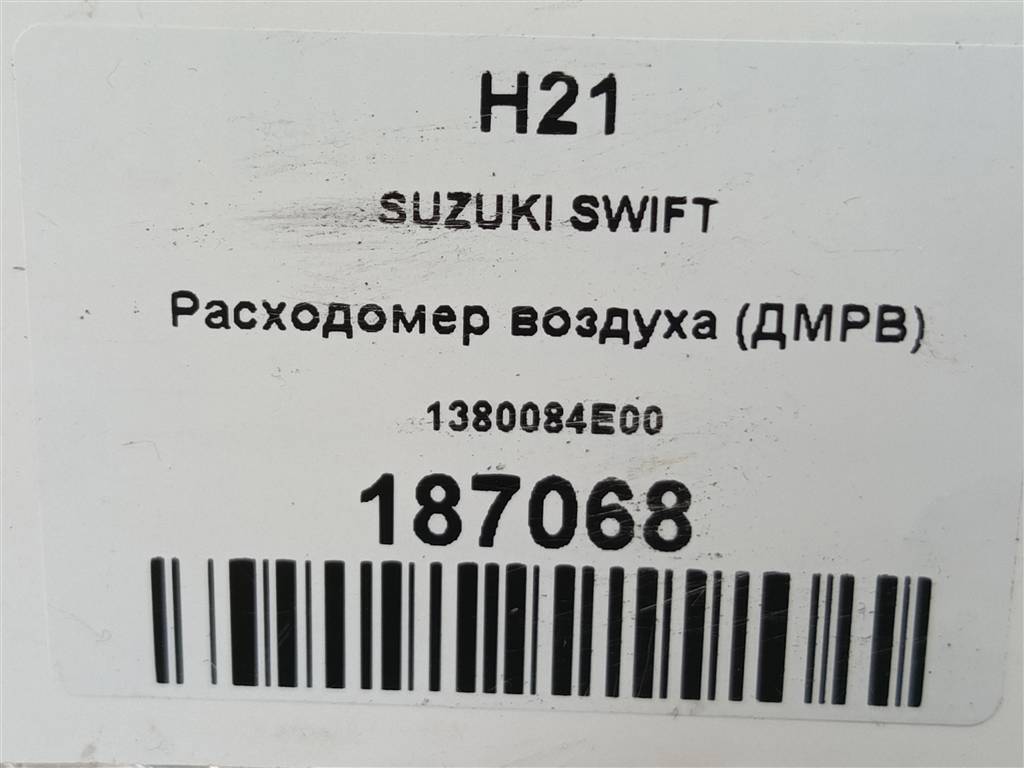 H21
SUZUKI SWIFT
Расходомер воздуха (ДМРВ)
1380084E00
187068